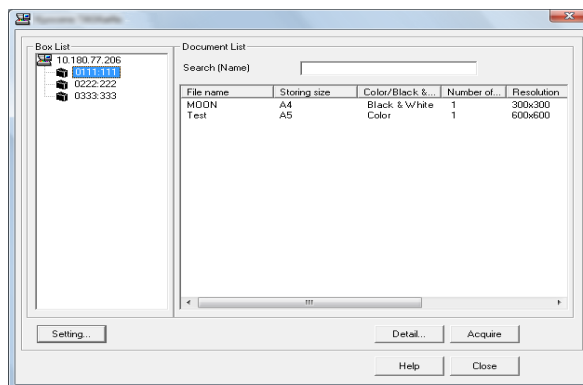 Box List
10.180.77.206
0111:111
0222:222
0333:333
Document List
Search (Name)
File name Storing size Color/Black &... Number of... Resolution
MOON A4 Black & White 1 300x300
Test A5 Color 1 600x600
Setting...
Detail...
Acquire
Help
Close